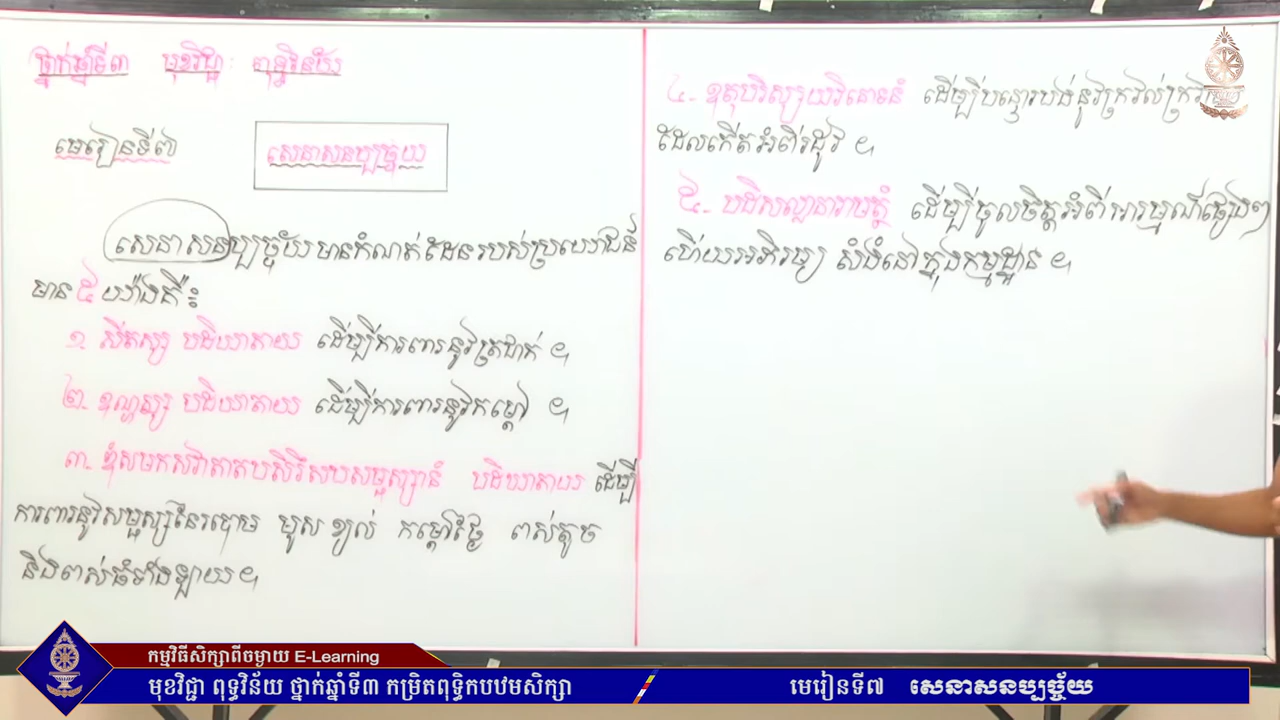 ថ្នាក់ឆ្នាំទី៣ មុខវិជ្ជា: ពុទ្ធវិន័យ
មេរៀនទី៧
សេនាសនប្បច្ច័យ
សេនាសនប្បច្ច័យ មានកំណត់ដែនរបស់ប្រយោជន៍
មាន ៥ យ៉ាងគឺ៖
១. សីតស្ស បដិឃាតាយ ដើម្បីការពារនូវត្រជាក់ ។
២. ឧណ្ហស្ស បដិឃាតាយ ដើម្បីការពារនូវកម្ដៅ ។
៣. ឌំសមកសវាតាតបសិរឹសបសម្ផស្សានំ បដិឃាតាយ ដើម្បី
ការពារនូវសម្ផស្សនៃរបោម មូស ខ្យល់ កម្ដៅថ្ងៃ ពស់តូច
និងពស់ធំទាំងឡាយ ។
៤. ឧតុបរិស្សយវិនោទនំ ដើម្បីបន្ទោបង់នូវក្រវល់ក្រវាយ
ដែលកើតអំពីរដូវ ។
៥. បដិសល្លានារាមត្ថំ ដើម្បីចូលចិត្តអំពីអារម្មណ៍ផ្សេងៗ
ហើយអភិរម្យ សំងំនៅក្នុងកម្មដ្ឋាន ។
កម្មវិធីសិក្សាពីចម្ងាយ E-Learning
មុខវិជ្ជា ពុទ្ធវិន័យ ថ្នាក់ឆ្នាំទី៣ កម្រិតពុទ្ធិកបឋមសិក្សា មេរៀនទី៧ សេនាសនប្បច្ច័យ